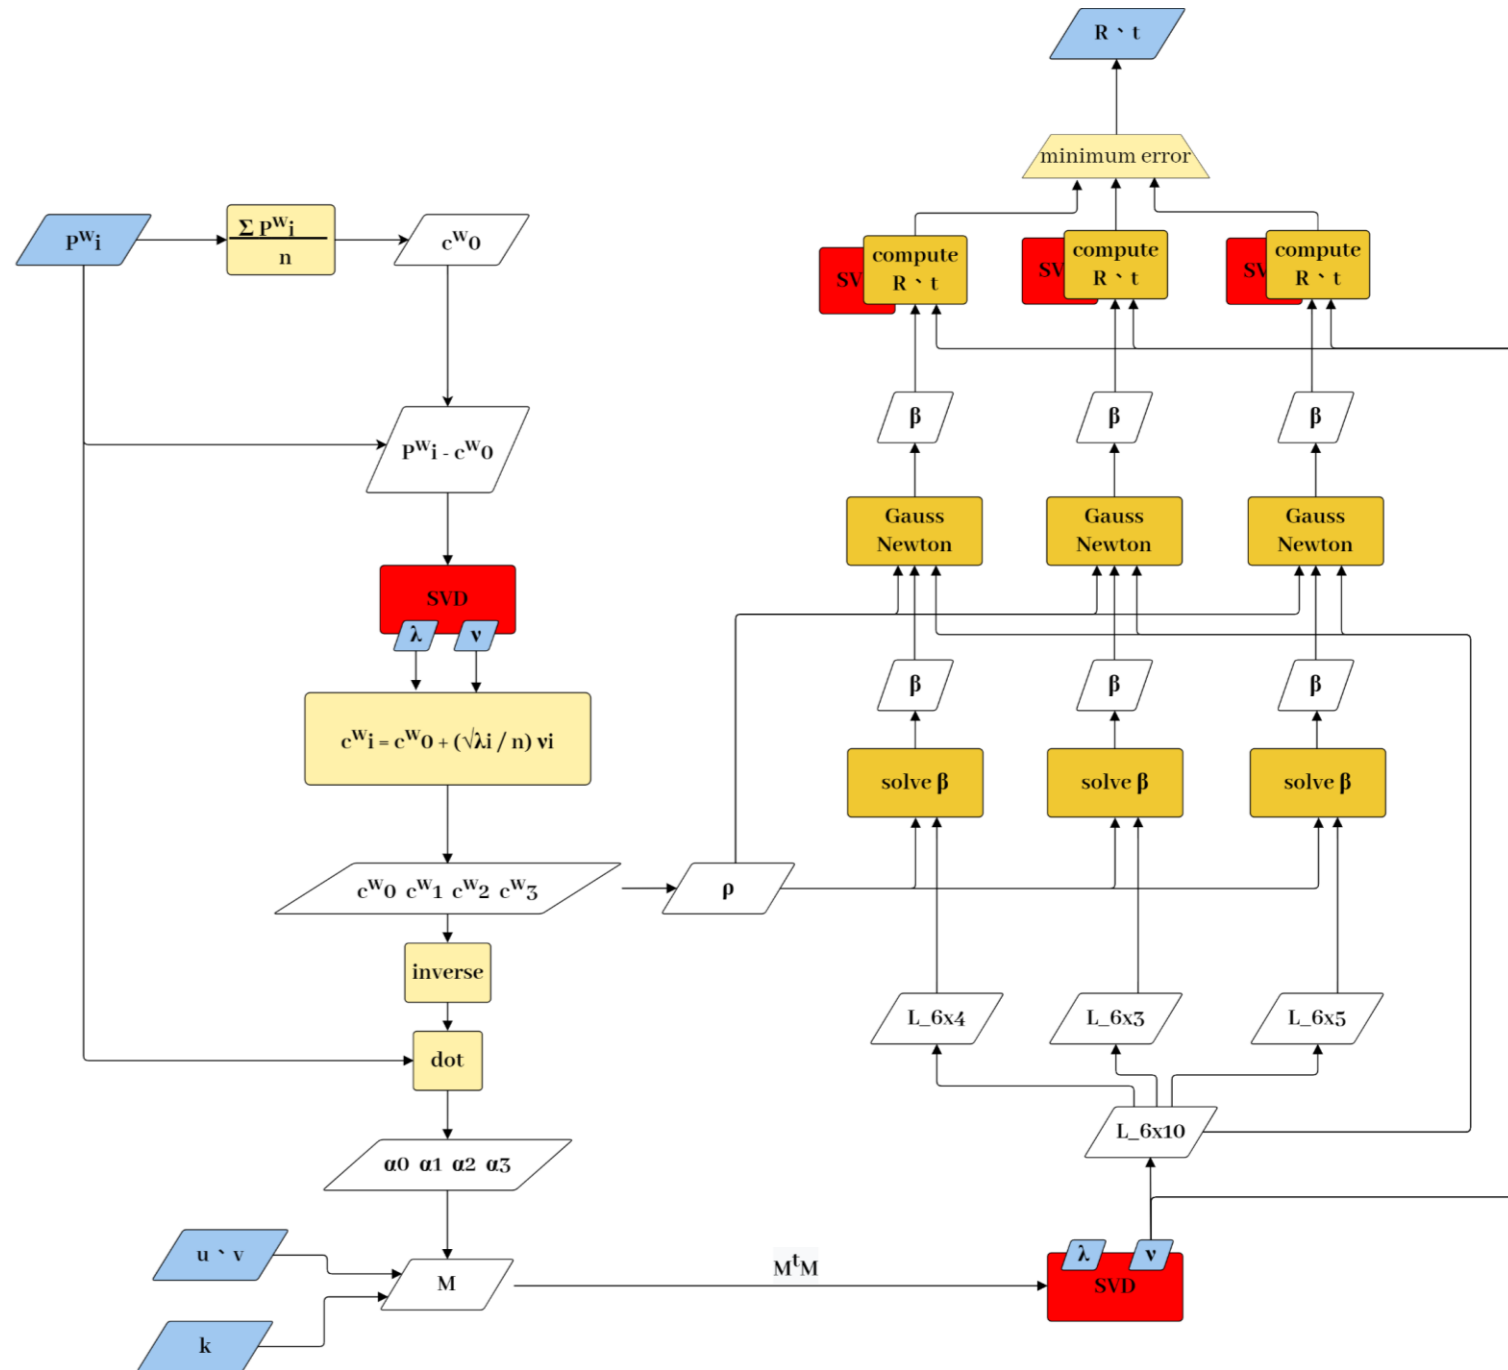 R、t
minimum error
Pᵂi
Σ Pᵂi
n
cᵂ0
SV
compute
R、t
SV
compute
R、t
SV
compute
R、t
β
β
β
Pᵂi - cᵂ0
Gauss
Newton
Gauss
Newton
Gauss
Newton
SVD
λ
ν
β
β
β
cᵂi = cᵂ0 + (√λi / n) νi
solve β
solve β
solve β
cᵂ0 cᵂ1 cᵂ2 cᵂ3
ρ
inverse
L_6x4
L_6x3
L_6x5
dot
L_6x10
α0 α1 α2 α3
u、v
M
MᵗM
λ
ν
SVD
k